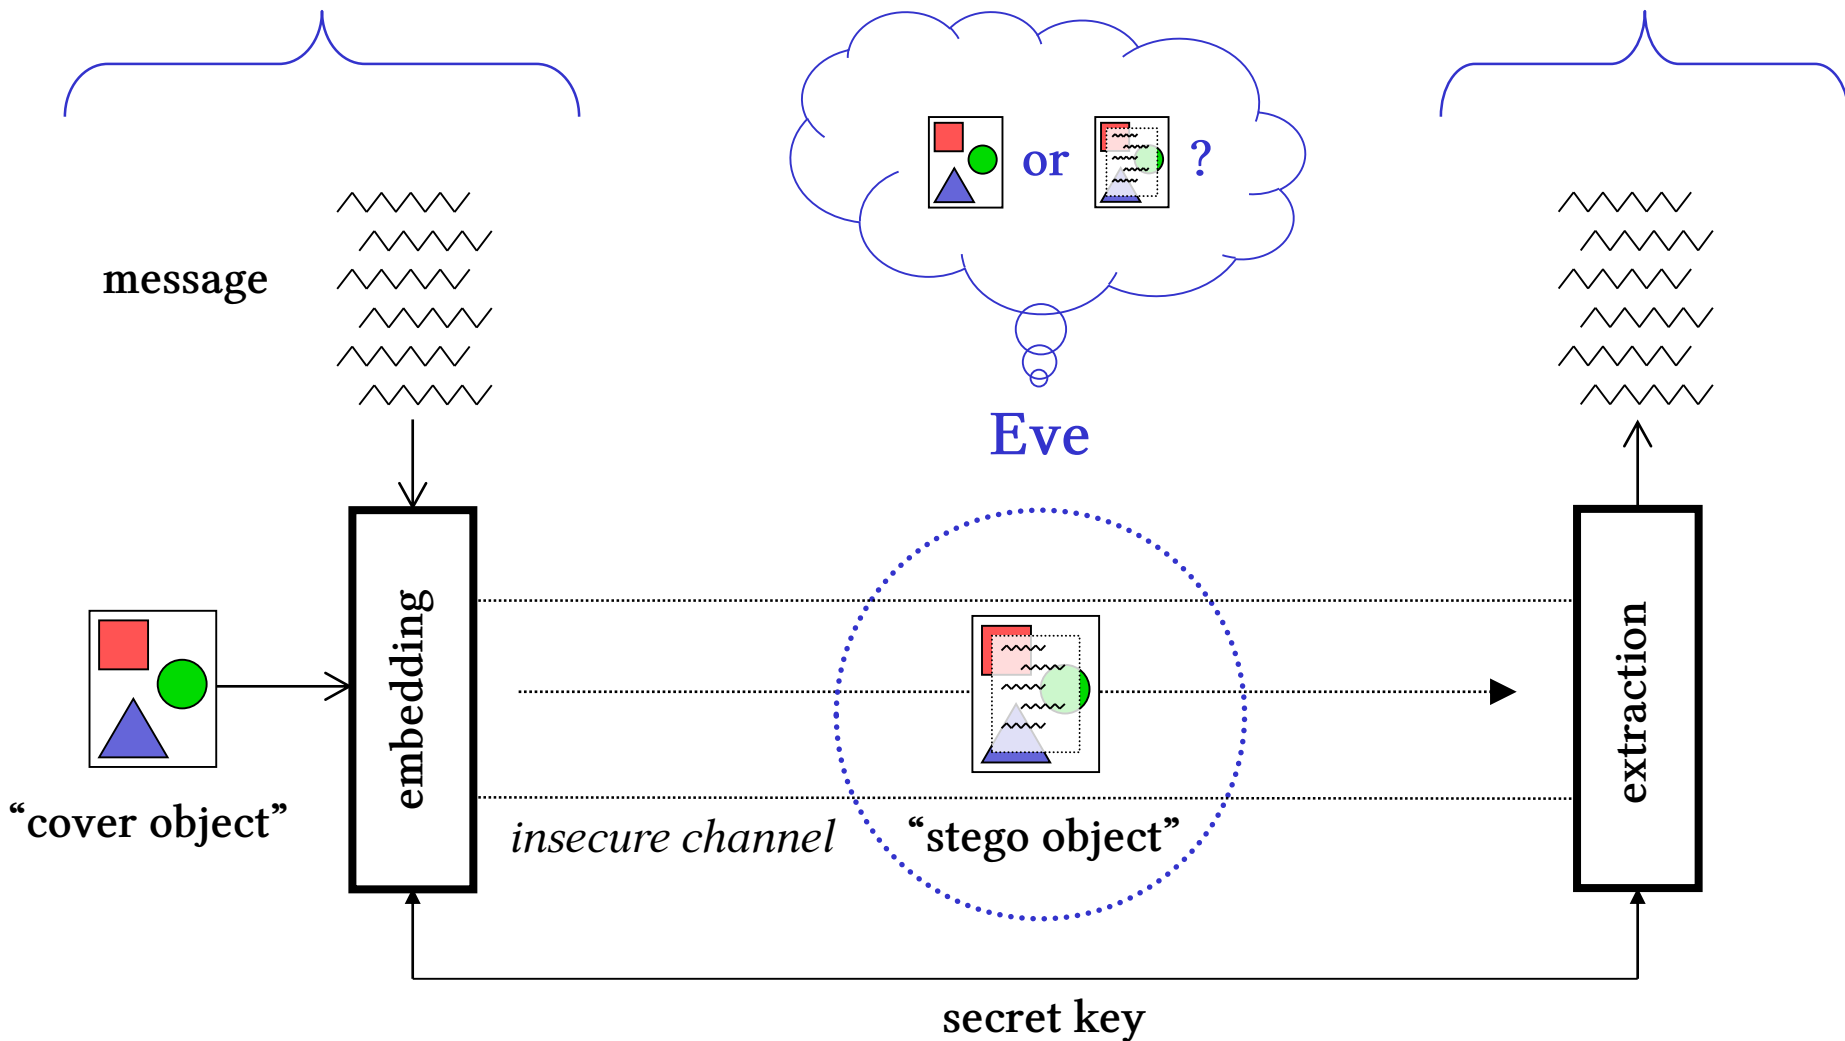 or ?
message
Eve
embedding
extraction
“cover object”
insecure channel
“stego object”
secret key